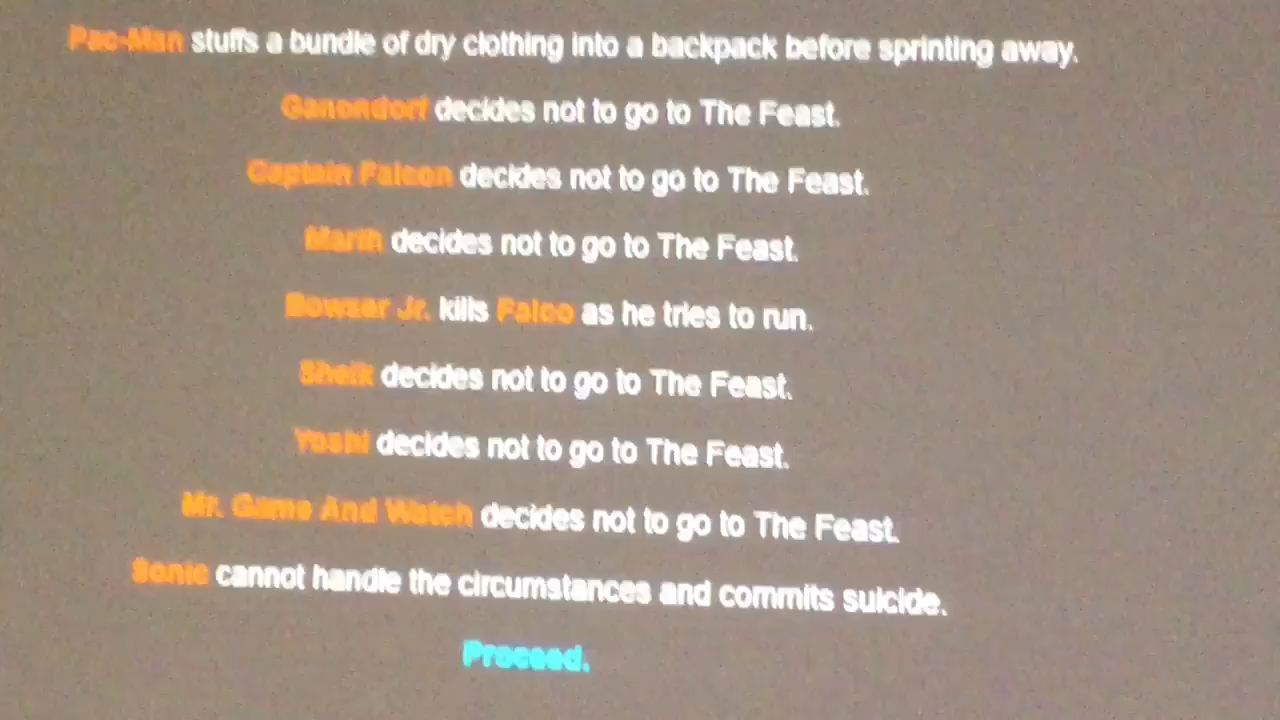 Pac-Man stuffs a bundle of dry clothing into a backpack before sprinting away.
Ganondorf decides not to go to The Feast.
Captain Falcon decides not to go to The Feast.
Marth decides not to go to The Feast.
Bowser Jr. kills Falco as he tries to run.
Sheik decides not to go to The Feast.
Yoshi decides not to go to The Feast.
Mr. Game And Watch decides not to go to The Feast.
Sonic cannot handle the circumstances and commits suicide.
Proceed.